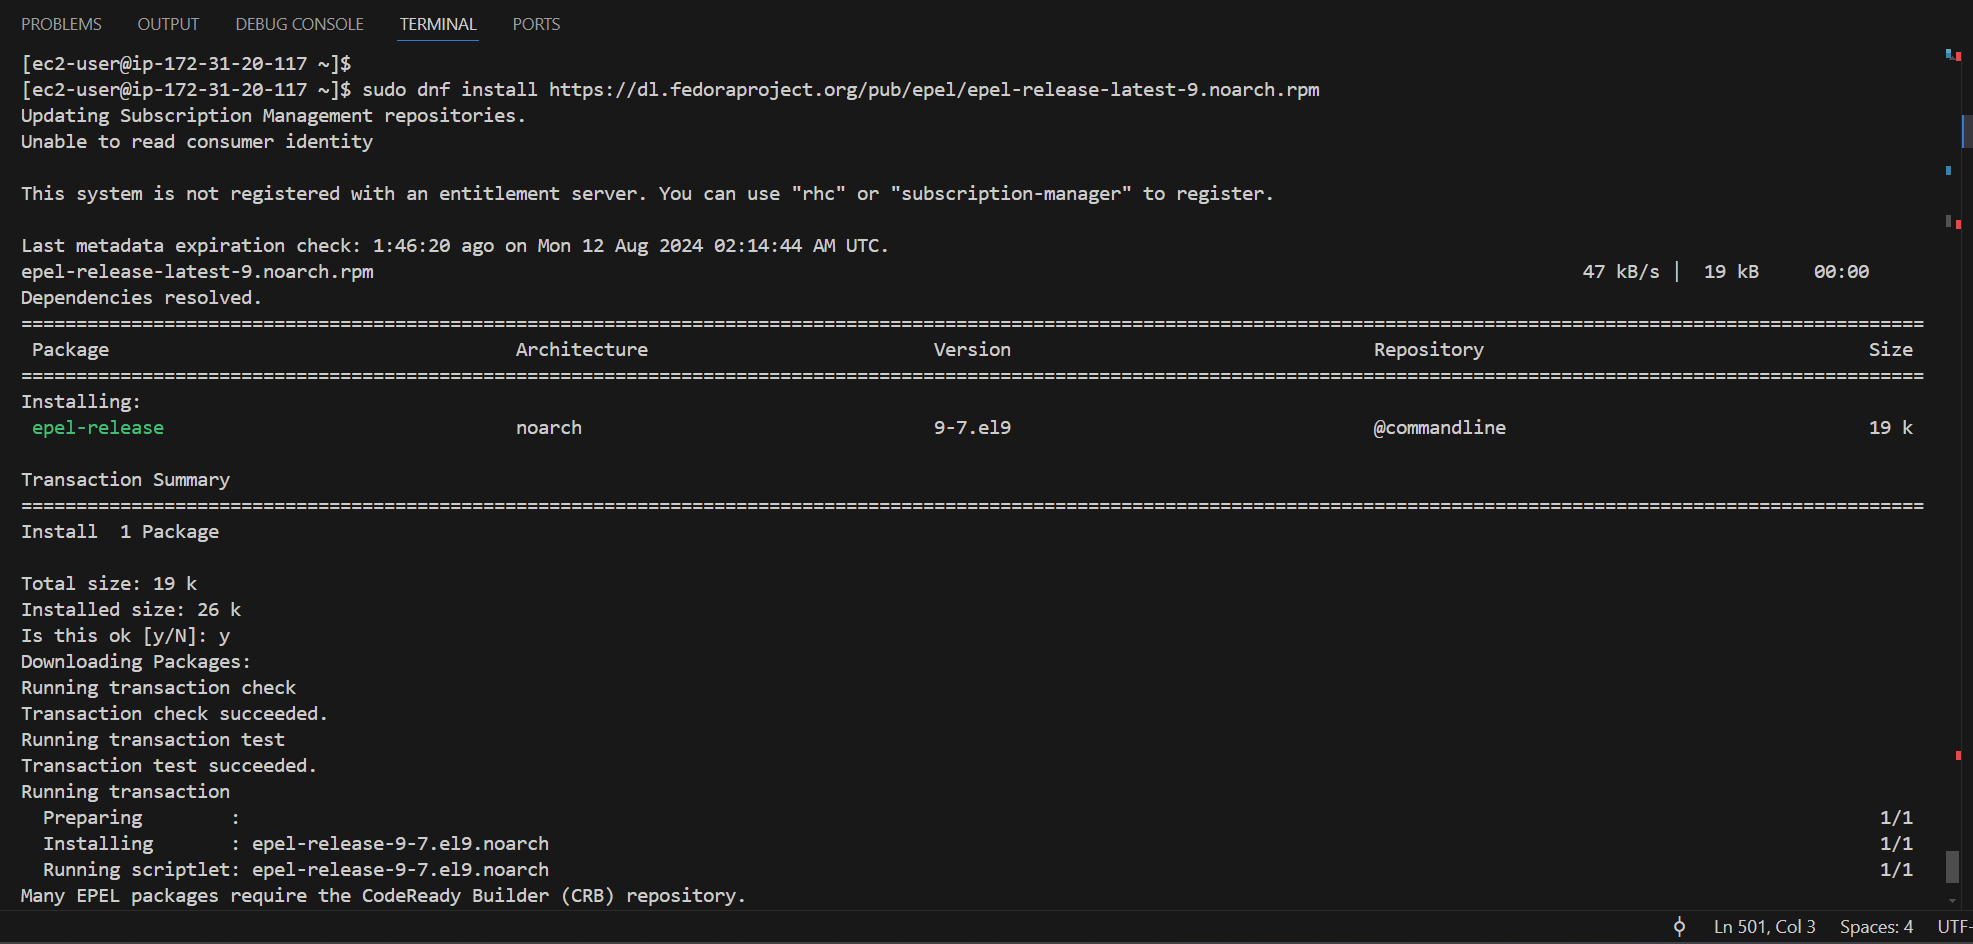 PROBLEMS OUTPUT DEBUG CONSOLE TERMINAL PORTS
[ec2-user@ip-172-31-20-117 ~]$
[ec2-user@ip-172-31-20-117 ~]$ sudo dnf install https://dl.fedoraproject.org/pub/epel/epel-release-latest-9.noarch.rpm
Updating Subscription Management repositories.
Unable to read consumer identity
This system is not registered with an entitlement server. You can use "rhc" or "subscription-manager" to register.
Last metadata expiration check: 1:46:20 ago on Mon 12 Aug 2024 02:14:44 AM UTC.
epel-release-latest-9.noarch.rpm 47 kB/s | 19 kB 00:00
Dependencies resolved.
=============================================================================================================================================================================
Package Architecture Version Repository Size
=============================================================================================================================================================================
Installing:
epel-release noarch 9-7.el9 @commandline 19 k
Transaction Summary
=============================================================================================================================================================================
Install 1 Package
Total size: 19 k
Installed size: 26 k
Is this ok [y/N]: y
Downloading Packages:
Running transaction check
Transaction check succeeded.
Running transaction test
Transaction test succeeded.
Running transaction
Preparing : 1/1
Installing : epel-release-9-7.el9.noarch 1/1
Running scriptlet: epel-release-9-7.el9.noarch 1/1
Many EPEL packages require the CodeReady Builder (CRB) repository.
Ln 501, Col 3 Spaces: 4 UTF-